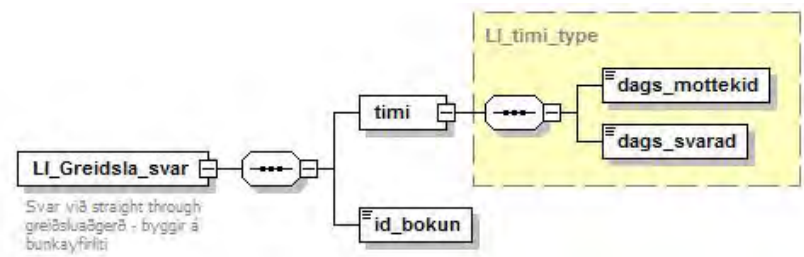 LI_timi_type
dags_mottekid
timi
dags_svarad
LI_Greidsla_svar
Svar við straight through
greiðsluaðgerð - byggir á
bunkayfirliti
id_bokun